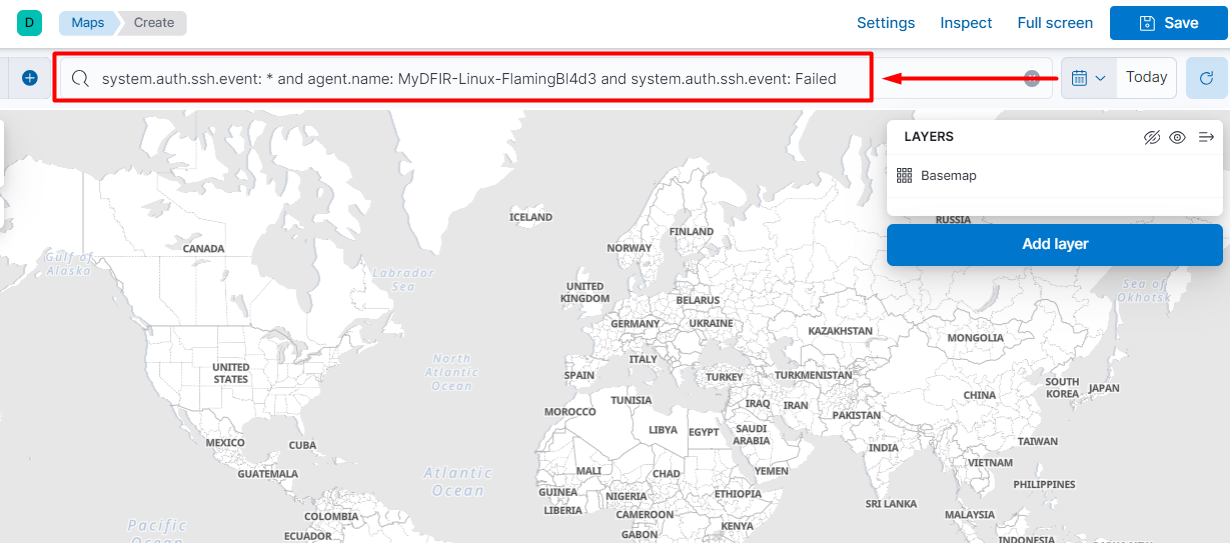 D Maps Create Settings Inspect Full screen Save
system.auth.ssh.event: * and agent.name: MyDFIR-Linux-FlamingBl4d3 and system.auth.ssh.event: Failed Today
LAYERS
Basemap
Add layer
ICELAND
RUSSIA
FINLAND
NORWAY
CANADA
Gulf of
Alaska
Labrador
Sea
Sea of
Okhotsk
UNITED
KINGDOM
BELARUS
GERMANY
UKRAINE
KAZAKHSTAN
MONGOLIA
North
Atlantic
Ocean
ITALY
UNITED
STATES
SPAIN
TURKEY
TURKMENISTAN
SOUTH
KOREA
JAPAN
CHINA
TUNISIA
IRAQ
IRAN
MOROCCO
PAKISTAN
LIBYA
EGYPT
SAUDI
ARABIA
MEXICO
CUBA
INDIA
TAIWAN
GUATEMALA
Atlantic
Ocean
MALI
CHAD
YEMEN
VIETNAM
PHILIPPINES
GUINEA
NIGERIA
ETHIOPIA
LIBERIA
CAMEROON
SRI LANKA
COLOMBIA
MALAYSIA
Pacific
Ocean
ECUADOR
GABON
KENYA
INDONESIA